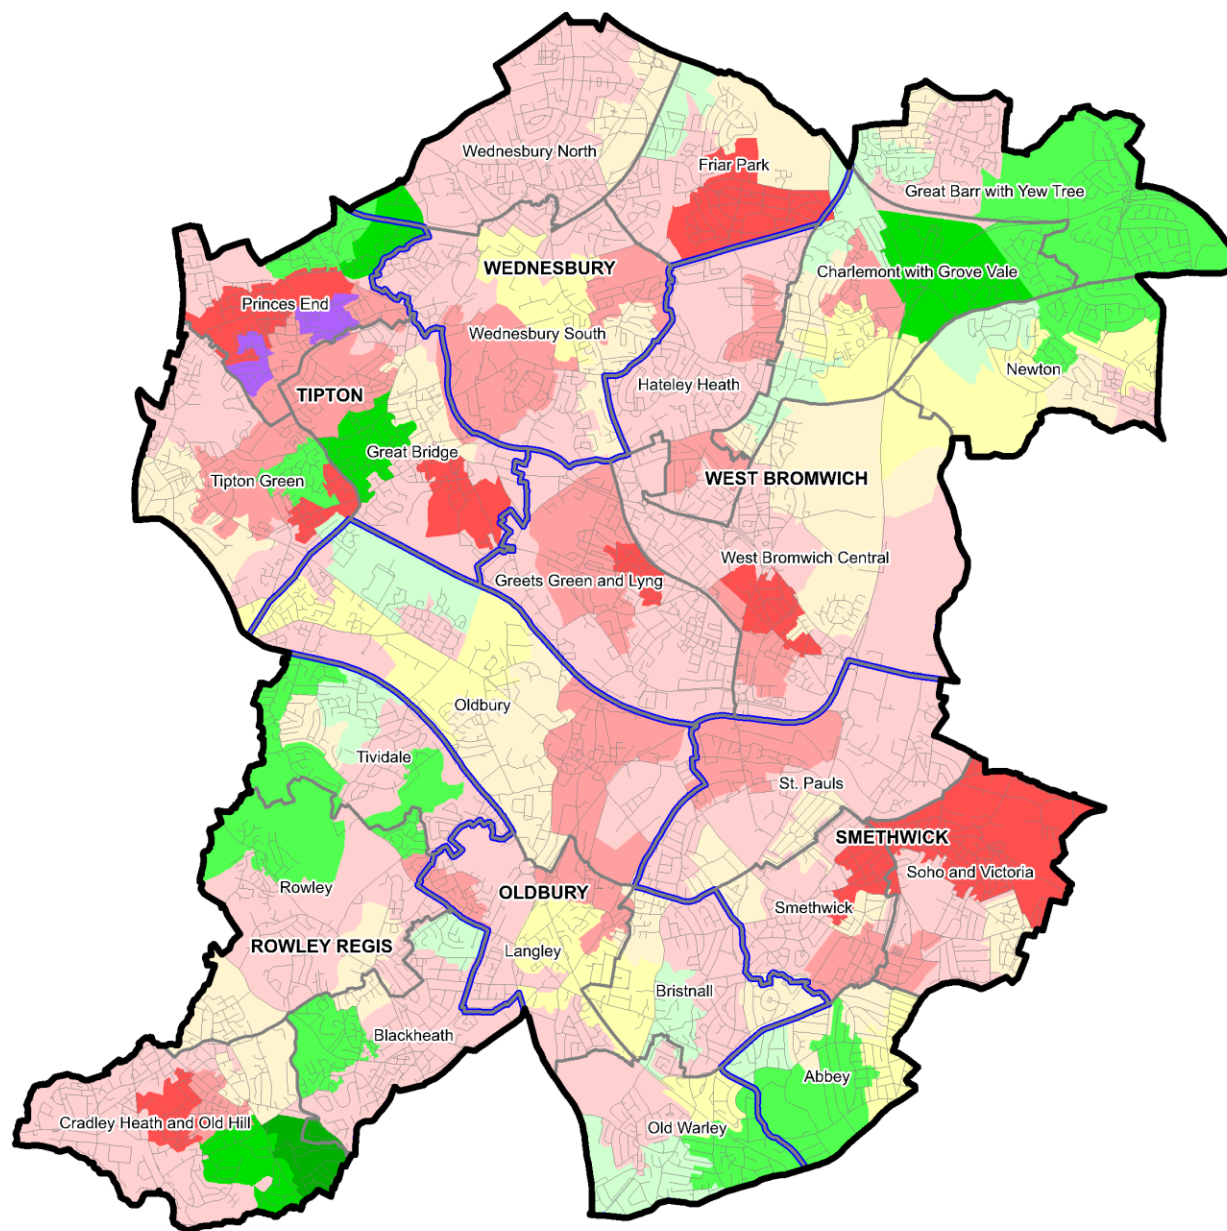 Wednesbury North
Friar Park
Great Barr with Yew Tree
WEDNESBURY
Charlemont with Grove Vale
Princes End
Wednesbury South
Newton
Hateley Heath
TIPTON
Great Bridge
Tipton Green
WEST BROMWICH
West Bromwich Central
Greets Green and Lyng
Oldbury
Tividale
St. Pauls
SMETHWICK
Soho and Victoria
Rowley
OLDBURY
Smethwick
ROWLEY REGIS
Langley
Bristnall
Blackheath
Abbey
Cradley Heath and Old Hill
Old Warley